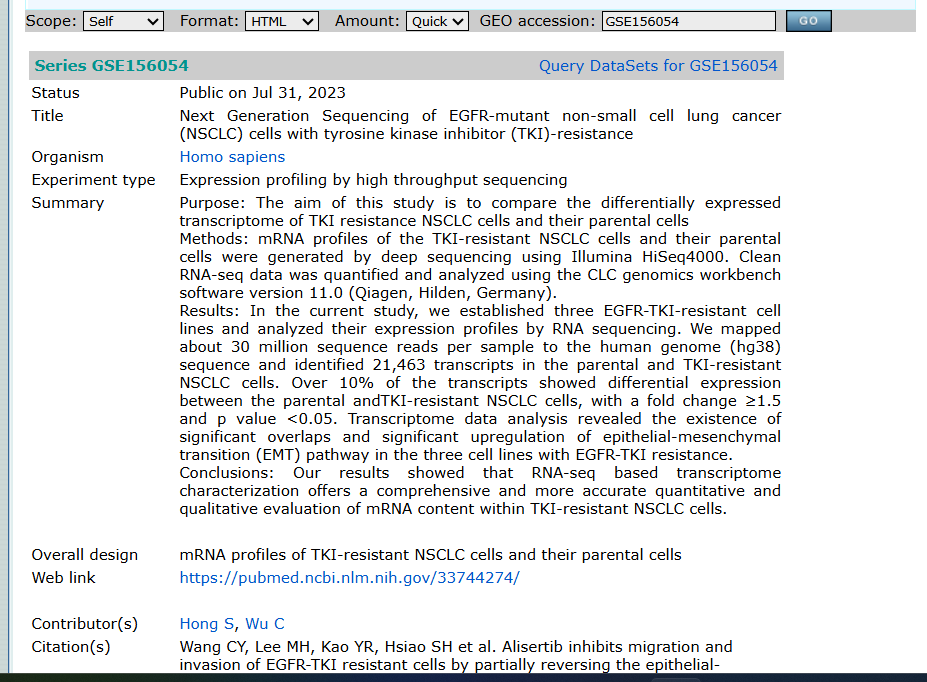 Scope: Self Format: HTML Amount: Quick GEO accession: GSE156054 GO
Series GSE156054 Query DataSets for GSE156054
Status Public on Jul 31, 2023
Title Next Generation Sequencing of EGFR-mutant non-small cell lung cancer
(NSCLC) cells with tyrosine kinase inhibitor (TKI)-resistance
Organism Homo sapiens
Experiment type Expression profiling by high throughput sequencing
Summary Purpose: The aim of this study is to compare the differentially expressed
transcriptome of TKI resistance NSCLC cells and their parental cells
Methods: mRNA profiles of the TKI-resistant NSCLC cells and their parental
cells were generated by deep sequencing using Illumina HiSeq4000. Clean
RNA-seq data was quantified and analyzed using the CLC genomics workbench
software version 11.0 (Qiagen, Hilden, Germany).
Results: In the current study, we established three EGFR-TKI-resistant cell
lines and analyzed their expression profiles by RNA sequencing. We mapped
about 30 million sequence reads per sample to the human genome (hg38)
sequence and identified 21,463 transcripts in the parental and TKI-resistant
NSCLC cells. Over 10% of the transcripts showed differential expression
between the parental andTKI-resistant NSCLC cells, with a fold change ≥1.5
and p value <0.05. Transcriptome data analysis revealed the existence of
significant overlaps and significant upregulation of epithelial-mesenchymal
transition (EMT) pathway in the three cell lines with EGFR-TKI resistance.
Conclusions: Our results showed that RNA-seq based transcriptome
characterization offers a comprehensive and more accurate quantitative and
qualitative evaluation of mRNA content within TKI-resistant NSCLC cells.
Overall design mRNA profiles of TKI-resistant NSCLC cells and their parental cells
Web link https://pubmed.ncbi.nlm.nih.gov/33744274/
Contributor(s) Hong S, Wu C
Citation(s) Wang CY, Lee MH, Kao YR, Hsiao SH et al. Alisertib inhibits migration and
invasion of EGFR-TKI resistant cells by partially reversing the epithelial-